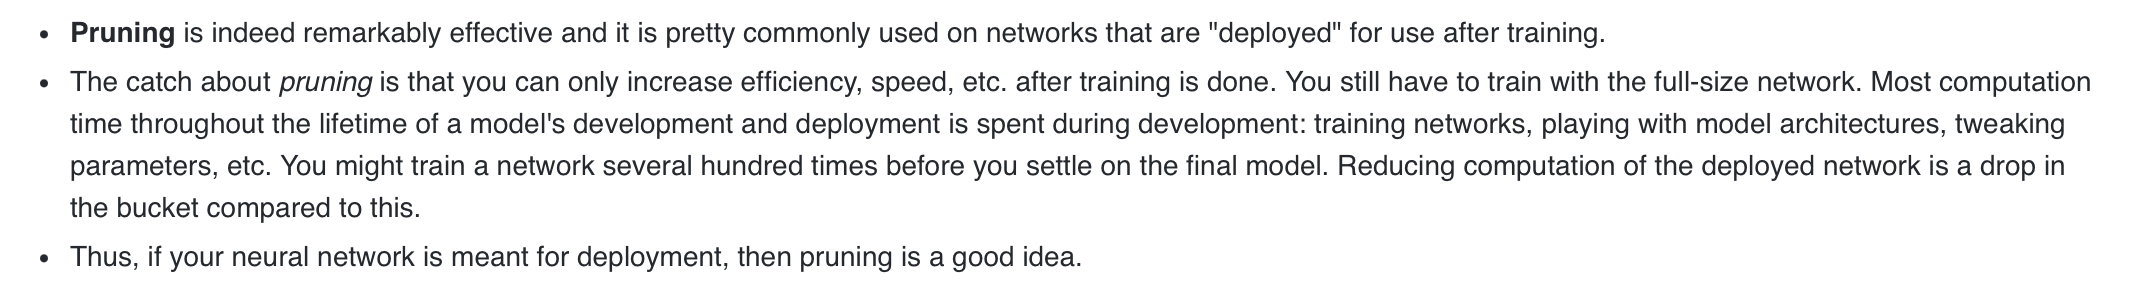 • Pruning is indeed remarkably effective and it is pretty commonly used on networks that are "deployed" for use after training.
• The catch about pruning is that you can only increase efficiency, speed, etc. after training is done. You still have to train with the full-size network. Most computation
time throughout the lifetime of a model's development and deployment is spent during development: training networks, playing with model architectures, tweaking
parameters, etc. You might train a network several hundred times before you settle on the final model. Reducing computation of the deployed network is a drop in
the bucket compared to this.
• Thus, if your neural network is meant for deployment, then pruning is a good idea.